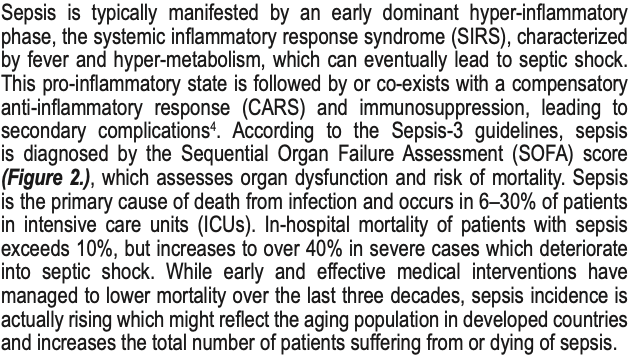 Sepsis is typically manifested by an early dominant hyper-inflammatory
phase, the systemic inflammatory response syndrome (SIRS), characterized
by fever and hyper-metabolism, which can eventually lead to septic shock.
This pro-inflammatory state is followed by or co-exists with a compensatory
anti-inflammatory response (CARS) and immunosuppression, leading to
secondary complications⁴. According to the Sepsis-3 guidelines, sepsis
is diagnosed by the Sequential Organ Failure Assessment (SOFA) score
(Figure 2.), which assesses organ dysfunction and risk of mortality. Sepsis
is the primary cause of death from infection and occurs in 6–30% of patients
in intensive care units (ICUs). In-hospital mortality of patients with sepsis
exceeds 10%, but increases to over 40% in severe cases which deteriorate
into septic shock. While early and effective medical interventions have
managed to lower mortality over the last three decades, sepsis incidence is
actually rising which might reflect the aging population in developed countries
and increases the total number of patients suffering from or dying of sepsis.